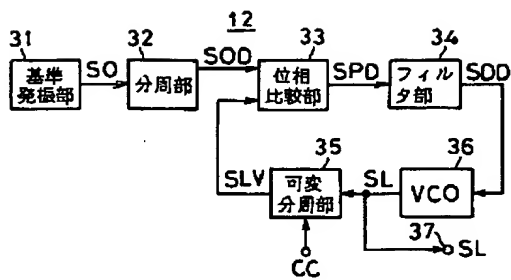 12
31
32
33
34
基準
発振部
SO
分周部
SOD
位相
比較部
SPD
フィル
タ部
SDD
35
36
SLV
可変
分周部
SL
VCO
37
SL
CC